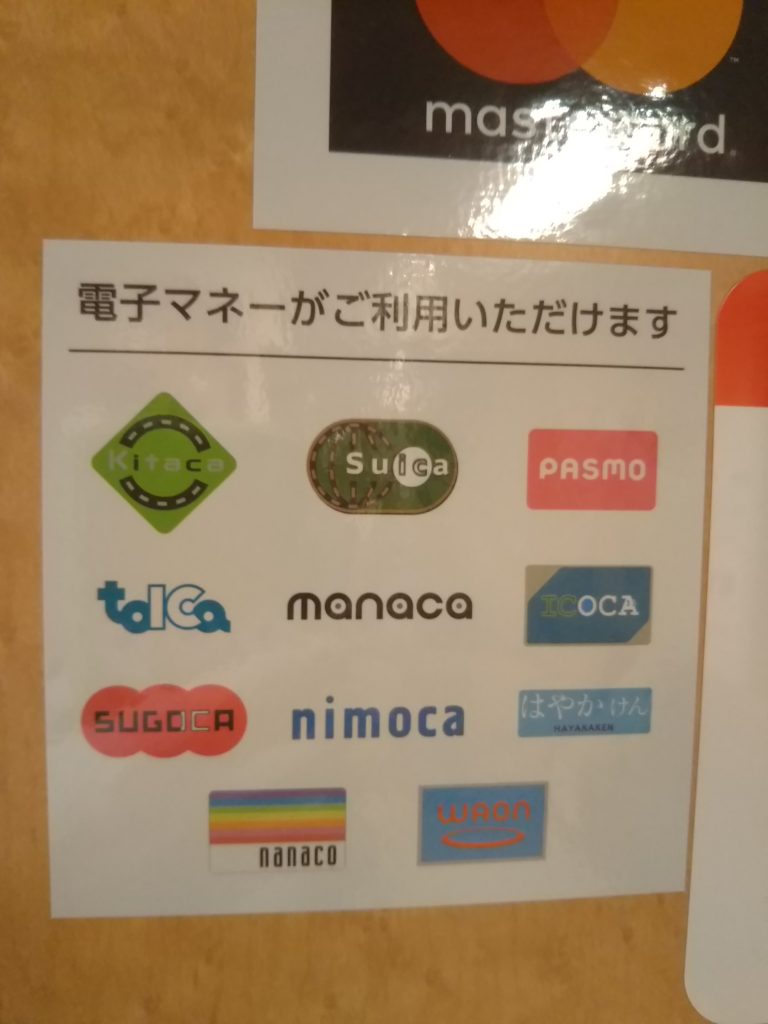 mastercard
電子マネーがご利用いただけます
Kitaca
Suica
PASMO
TOICa
manaca
ICOCA
SUGOCA
nimoca
はやかけん
HAYAKAKEN
nanaco
WAON